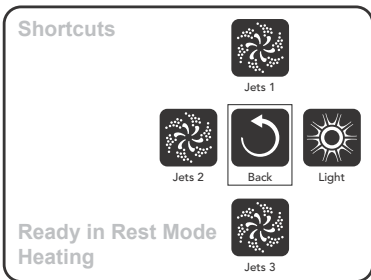 Shortcuts
Jets 1
Jets 2
Back
Light
Ready in Rest Mode
Heating
Jets 3